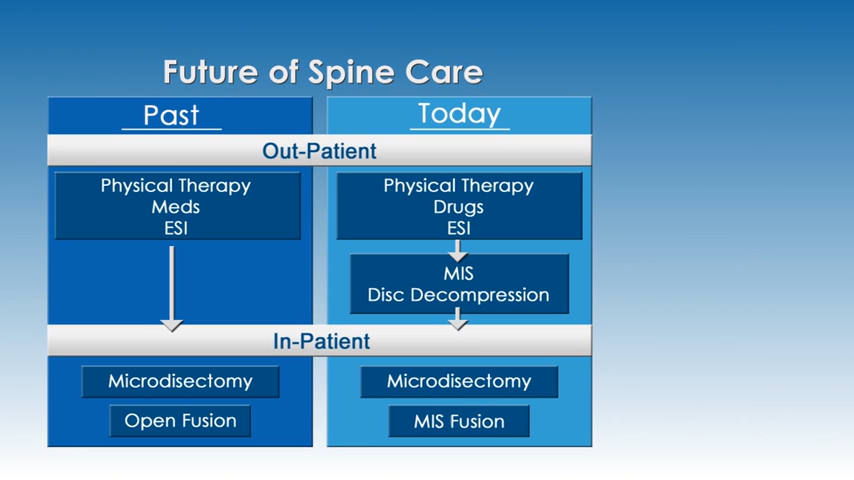 Future of Spine Care
Past
Today
Out-Patient
Physical Therapy
Meds
ESI
Physical Therapy
Drugs
ESI
MIS
Disc Decompression
In-Patient
Microdisectomy
Open Fusion
Microdisectomy
MIS Fusion